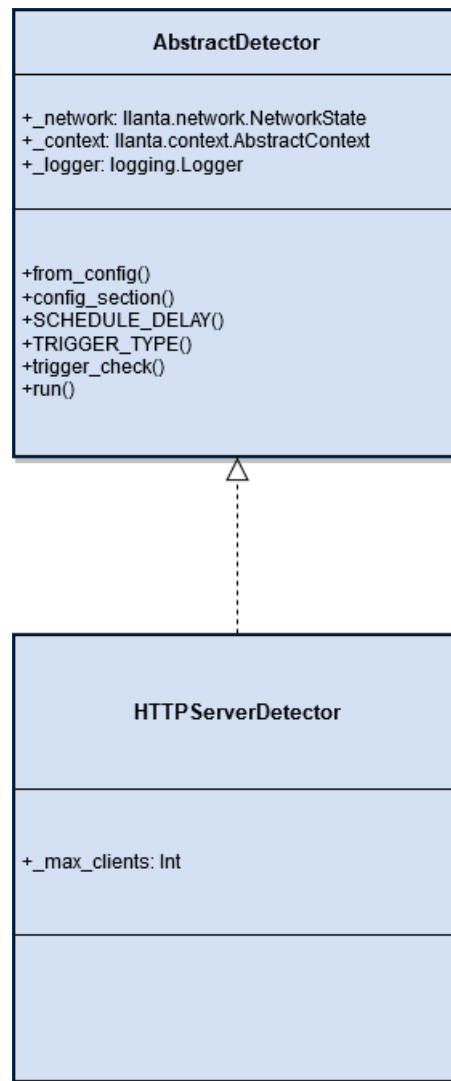 AbstractDetector
+_network: llanta.network.NetworkState
+_context: llanta.context.AbstractContext
+_logger: logging.Logger
+from_config()
+config_section()
+SCHEDULE_DELAY()
+TRIGGER_TYPE()
+trigger_check()
+run()
HTTPServerDetector
+_max_clients: Int